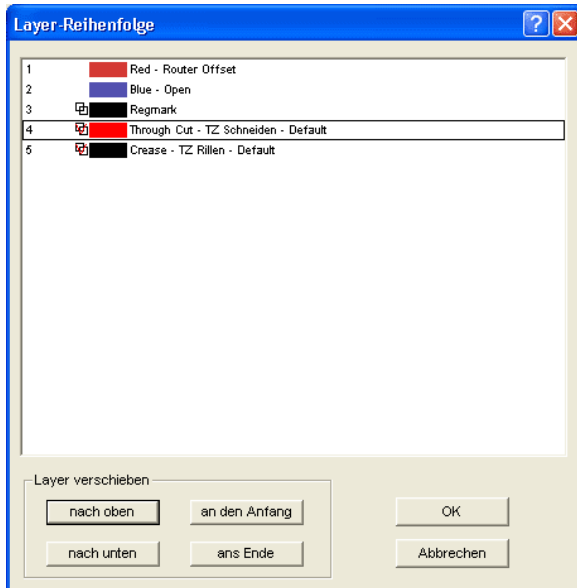 Layer-Reihenfolge
1 Red - Router Offset
2 Blue - Open
3 Regmark
4 Through Cut - TZ Schneiden - Default
5 Crease - TZ Rillen - Default
Layer verschieben
nach oben an den Anfang OK
nach unten ans Ende Abbrechen